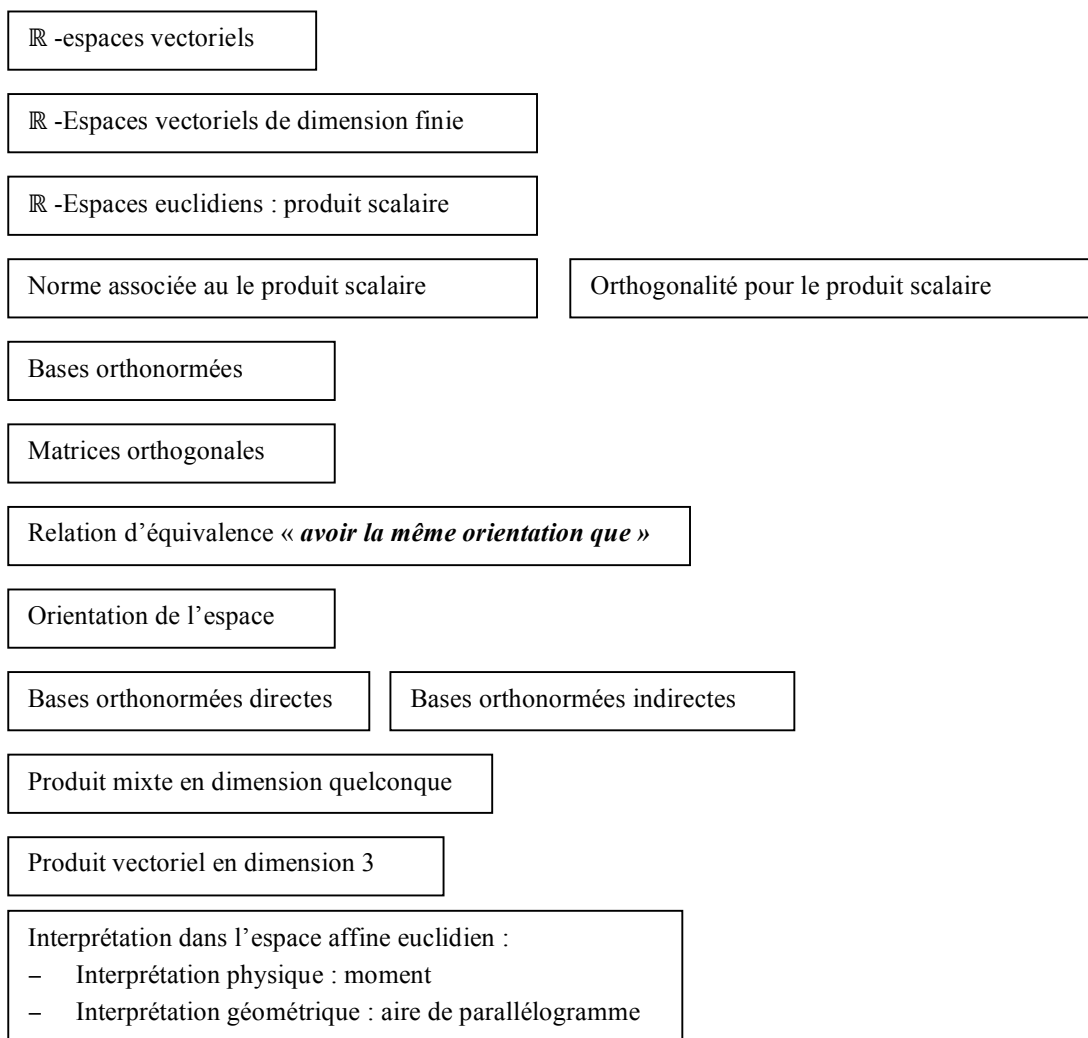 ℝ -espaces vectoriels
ℝ -Espaces vectoriels de dimension finie
ℝ -Espaces euclidiens : produit scalaire
Norme associée au le produit scalaire
Orthogonalité pour le produit scalaire
Bases orthonormées
Matrices orthogonales
Relation d’équivalence « avoir la même orientation que »
Orientation de l’espace
Bases orthonormées directes
Bases orthonormées indirectes
Produit mixte en dimension quelconque
Produit vectoriel en dimension 3
Interprétation dans l’espace affine euclidien :
− Interprétation physique : moment
− Interprétation géométrique : aire de parallélogramme